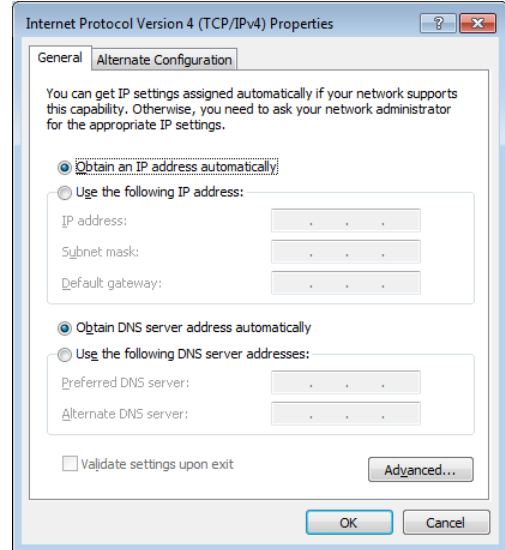 Internet Protocol Version 4 (TCP/IPv4) Properties
General
Alternate Configuration
You can get IP settings assigned automatically if your network supports
this capability. Otherwise, you need to ask your network administrator
for the appropriate IP settings.
Obtain an IP address automatically
Use the following IP address:
IP address:
Subnet mask:
Default gateway:
Obtain DNS server address automatically
Use the following DNS server addresses:
Preferred DNS server:
Alternate DNS server:
Validate settings upon exit
Advanced...
OK
Cancel